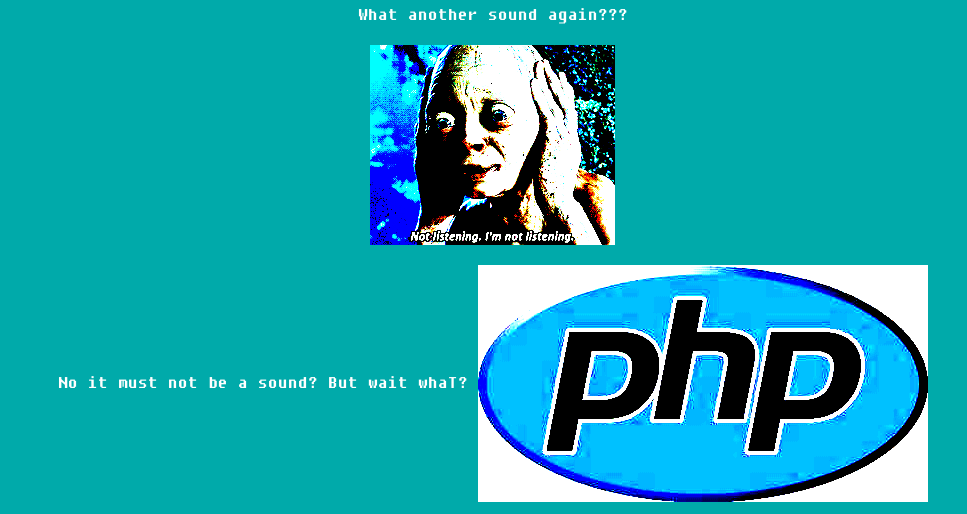 What another sound again???
Not listening. I'm not listening.
No it must not be a sound? But wait whaT?
php